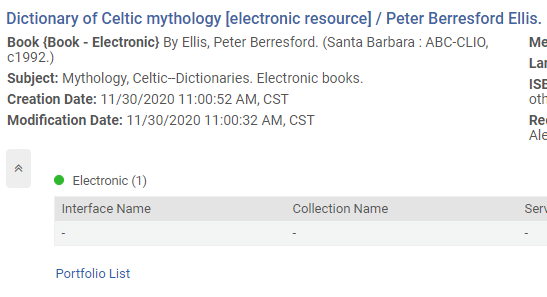 Dictionary of Celtic mythology [electronic resource] / Peter Berresford Ellis.
Book {Book - Electronic} By Ellis, Peter Berresford. (Santa Barbara : ABC-CLIO, Me
c1992.) Lan
Subject: Mythology, Celtic--Dictionaries. Electronic books. ISB
Creation Date: 11/30/2020 11:00:52 AM, CST oth
Modification Date: 11/30/2020 11:00:32 AM, CST Rec
Ale
Electronic (1)
Interface Name Collection Name Serv
- - -
Portfolio List